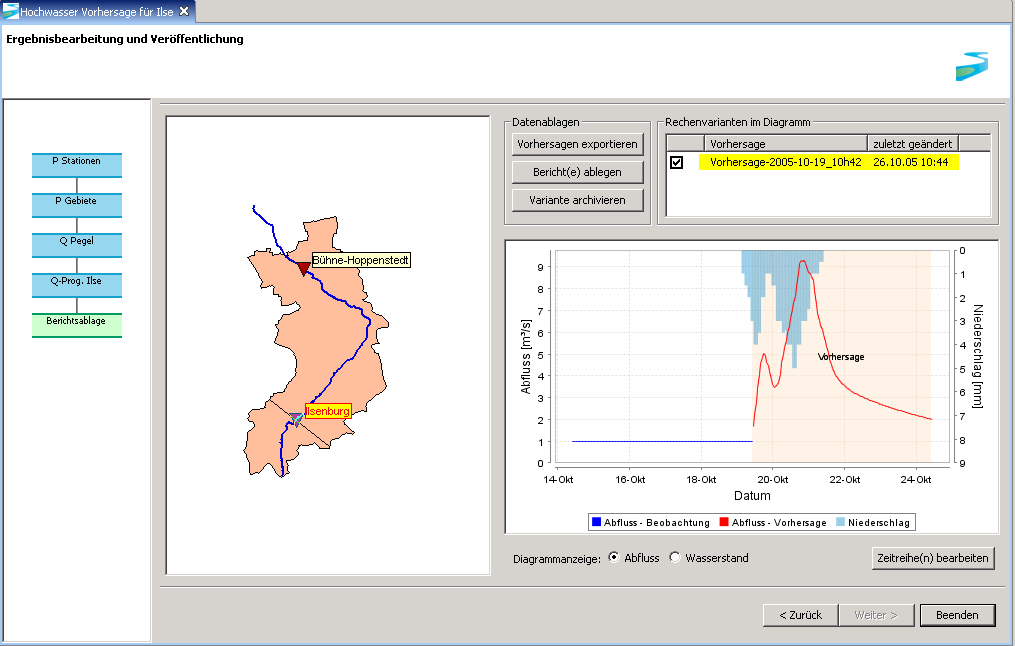 Hochwasser Vorhersage für Ilse
Ergebnisbearbeitung und Veröffentlichung
P Stationen
P Gebiete
Q Pegel
Q-Prog. Ilse
Berichtsablage
Bühne-Hoppenstedt
Ilsenburg
Datenablagen
Vorhersagen exportieren
Bericht(e) ablegen
Variante archivieren
Rechenvarianten im Diagramm
Vorhersage zuletzt geändert
Vorhersage-2005-10-19_10h42 26.10.05 10:44
Abfluss [m³/s]
9
8
7
6
5
4
3
2
1
0
Vorhersage
0
1
2
3
4
5
6
7
8
9
Niederschlag [mm]
14-Okt 16-Okt 18-Okt 20-Okt 22-Okt 24-Okt
Datum
Abfluss - Beobachtung Abfluss - Vorhersage Niederschlag
Diagrammanzeige: Abfluss Wasserstand
Zeitreihe(n) bearbeiten
< Zurück Weiter > Beenden